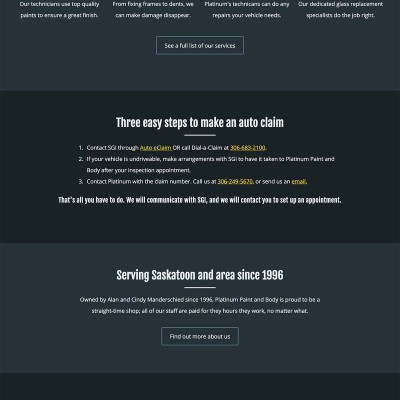 Our technicians use top quality
paints to ensure a great finish.
From fixing frames to dents, we
can make damage disappear.
Platinum's technicians can do any
repairs your vehicle needs.
Our dedicated glass replacement
specialists do the job right.
See a full list of our services
Three easy steps to make an auto claim
1. Contact SGI through Auto eClaim OR call Dial-a-Claim at 306-683-2100.
2. If your vehicle is undriveable, make arrangements with SGI to have it taken to Platinum Paint and
Body after your inspection appointment.
3. Contact Platinum with the claim number. Call us at 306-249-5670, or send us an email.
That's all you have to do. We will communicate with SGI, and we will contact you to set up an appointment.
Serving Saskatoon and area since 1996
Owned by Alan and Cindy Manderschied since 1996, Platinum Paint and Body is proud to be a
straight-time shop; all of our staff are paid for they hours they work, no matter what.
Find out more about us